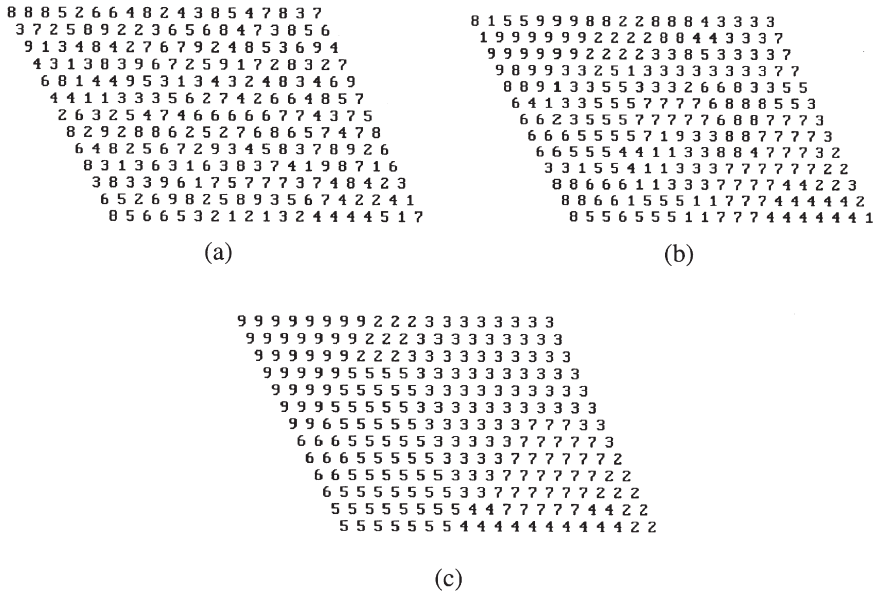 8 8 8 5 2 6 6 4 8 2 4 3 8 5 4 7 8 3 7
3 7 2 5 8 9 2 2 3 6 5 6 8 4 7 3 8 5 6
9 1 3 4 8 4 2 7 6 7 9 2 4 8 5 3 6 9 4
4 3 1 3 8 3 9 6 7 2 5 9 1 7 2 8 3 2 7
6 8 1 4 4 9 5 3 1 3 4 3 2 4 8 3 4 6 9
4 4 1 1 3 3 3 5 6 2 7 4 2 6 6 4 8 5 7
2 6 3 2 5 4 7 4 6 6 6 6 6 7 7 4 3 7 5
8 2 9 2 8 8 6 2 5 2 7 6 8 6 5 7 4 7 8
6 4 8 2 5 6 7 2 9 3 4 5 8 3 7 8 9 2 6
8 3 1 3 6 3 1 6 3 8 3 7 4 1 9 8 7 1 6
3 8 3 3 9 6 1 7 5 7 7 7 3 7 4 8 4 2 3
6 5 2 6 9 8 2 5 8 9 3 5 6 7 4 2 2 4 1
8 5 6 6 5 3 2 1 2 1 3 2 4 4 4 4 5 1 7
(a)
8 1 5 5 9 9 9 8 8 2 2 8 8 8 4 3 3 3 3
1 9 9 9 9 9 9 2 2 2 2 8 8 4 4 3 3 3 7
9 9 9 9 9 9 2 2 2 2 3 3 8 5 3 3 3 3 7
9 8 9 9 3 3 2 5 1 3 3 3 3 3 3 3 3 7 7
8 8 9 1 3 3 5 5 3 3 3 2 6 6 8 3 3 5 5
6 4 1 3 3 5 5 5 7 7 7 7 6 8 8 8 5 5 3
6 6 2 3 5 5 5 7 7 7 7 7 6 8 8 7 7 7 3
6 6 6 5 5 5 5 7 1 9 3 3 8 8 7 7 7 7 3
6 6 5 5 5 4 4 1 1 3 3 8 8 4 7 7 7 3 2
3 3 1 5 5 4 1 1 3 3 3 7 7 7 7 7 7 2 2
8 8 6 6 6 1 1 3 3 3 7 7 7 7 4 4 2 2 3
8 8 6 6 1 5 5 5 1 1 7 7 7 4 4 4 4 4 2
8 5 5 6 5 5 5 1 1 7 7 7 4 4 4 4 4 4 1
(b)
9 9 9 9 9 9 9 9 2 2 2 3 3 3 3 3 3 3 3
9 9 9 9 9 9 9 2 2 2 3 3 3 3 3 3 3 3 3
9 9 9 9 9 9 2 2 2 3 3 3 3 3 3 3 3 3 3
9 9 9 9 9 5 5 5 5 3 3 3 3 3 3 3 3 3 3
9 9 9 9 5 5 5 5 5 3 3 3 3 3 3 3 3 3 3
9 9 9 5 5 5 5 5 3 3 3 3 3 3 3 3 3 3 3
9 9 6 5 5 5 5 5 3 3 3 3 3 3 7 7 7 3 3
6 6 6 5 5 5 5 5 3 3 3 3 3 7 7 7 7 7 3
6 6 6 5 5 5 5 5 3 3 3 3 7 7 7 7 7 7 2
6 6 5 5 5 5 5 5 3 3 3 7 7 7 7 7 7 2 2
6 5 5 5 5 5 5 5 3 3 7 7 7 7 7 7 2 2 2
5 5 5 5 5 5 5 5 4 4 7 7 7 7 7 4 4 2 2
5 5 5 5 5 5 5 4 4 4 4 4 4 4 4 4 4 2 2
(c)